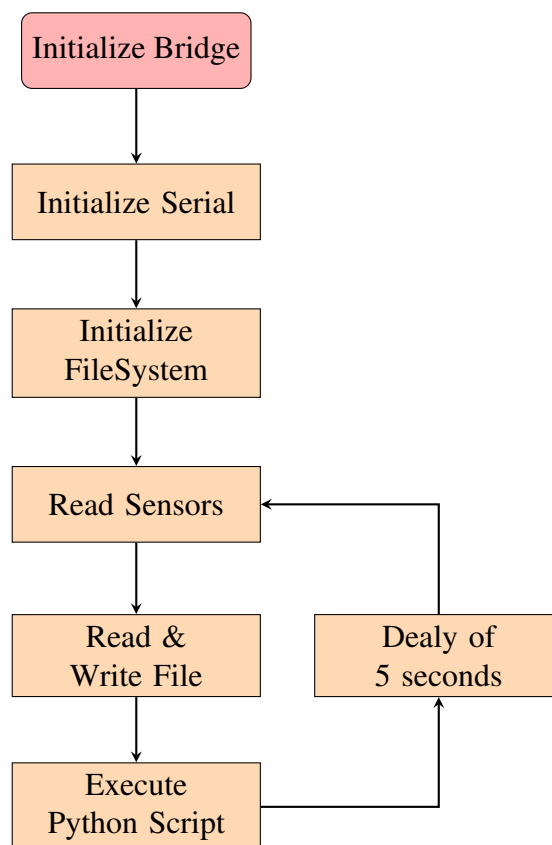 Initialize Bridge
Initialize Serial
Initialize
FileSystem
Read Sensors
Read &
Write File
Dealy of
5 seconds
Execute
Python Script